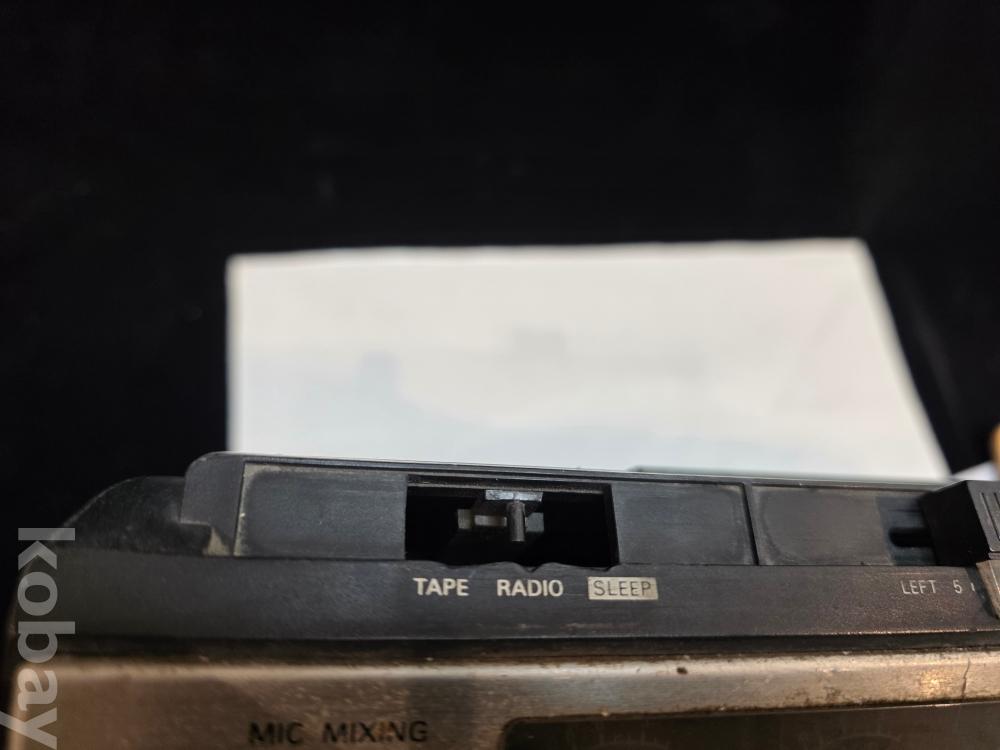 TAPE RADIO SLEEP
LEFT 5
MIC MIXING
kobay